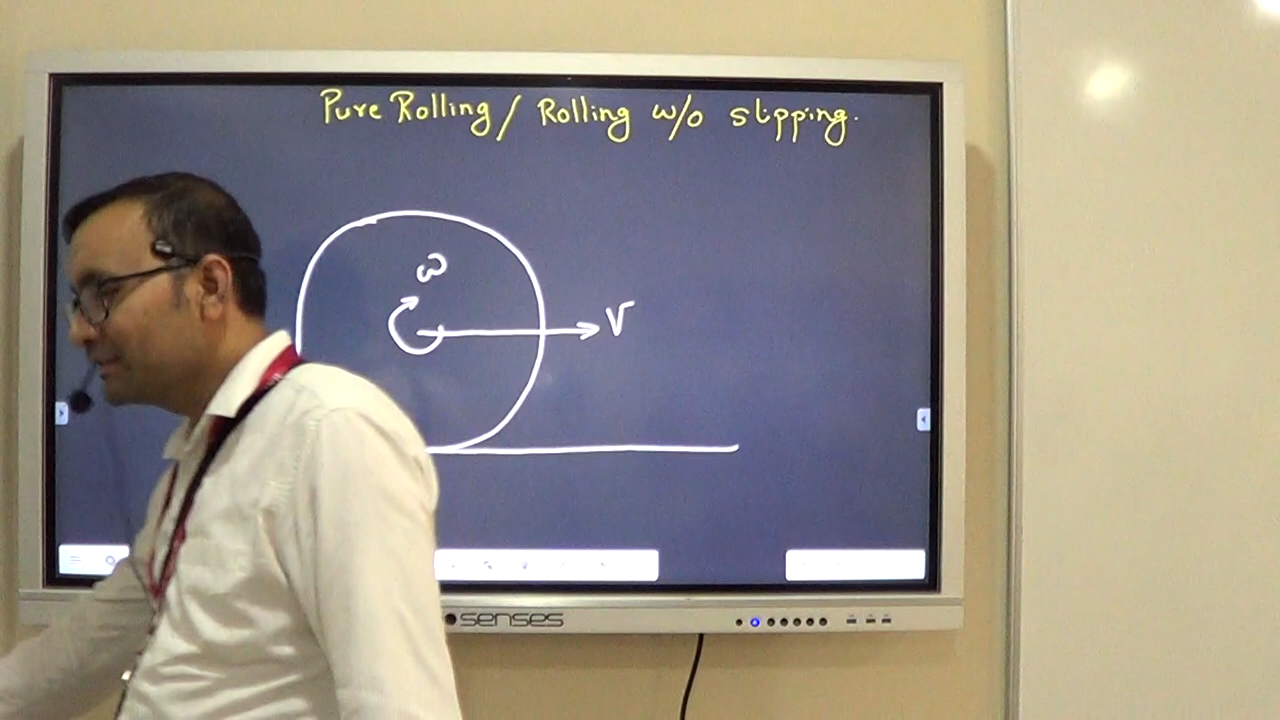 Pure Rolling / Rolling w/o slipping.
ω
V
senses